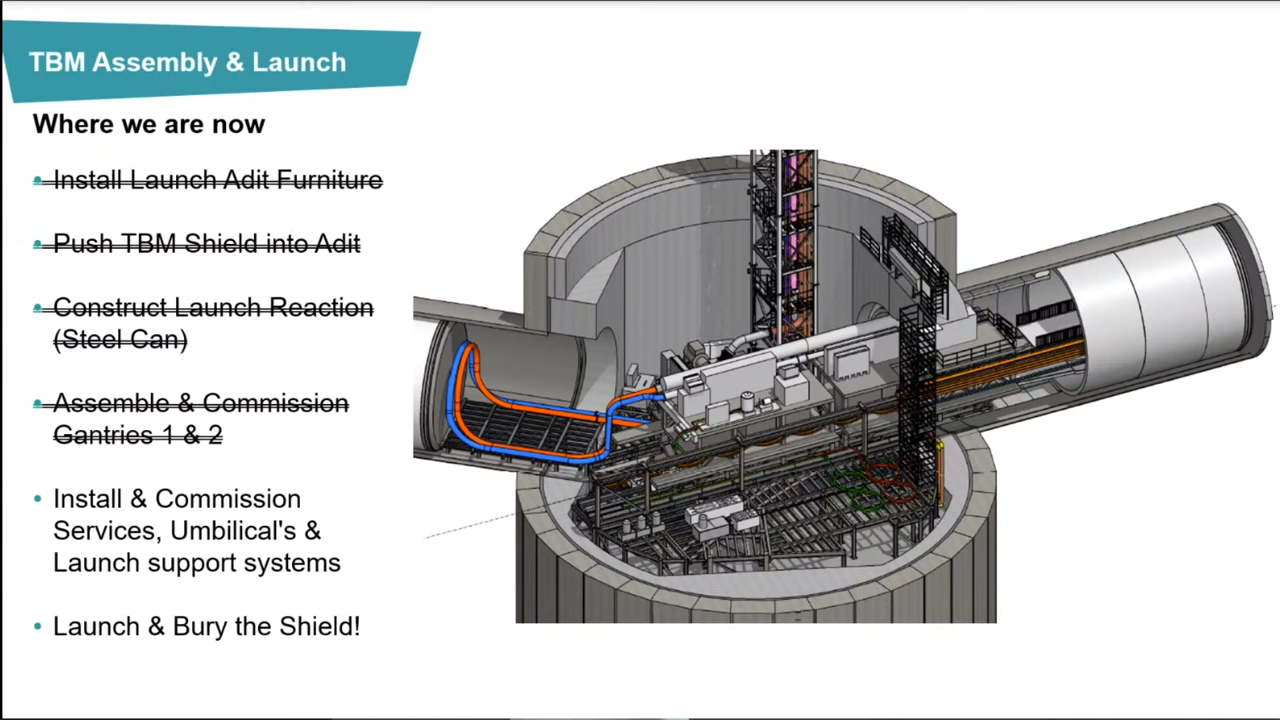 TBM Assembly & Launch
Where we are now
• Install Launch Adit Furniture
• Push TBM Shield into Adit
• Construct Launch Reaction
(Steel Can)
• Assemble & Commission
Gantries 1 & 2
• Install & Commission
Services, Umbilical's &
Launch support systems
• Launch & Bury the Shield!